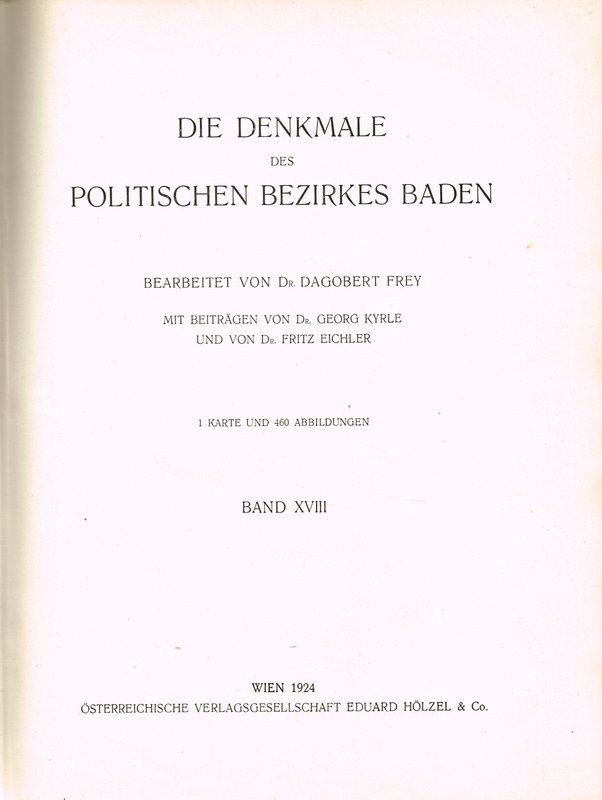 DIE DENKMALE
DES
POLITISCHEN BEZIRKES BADEN
BEARBEITET VON DR. DAGOBERT FREY
MIT BEITRÄGEN VON DR. GEORG KYRLE
UND VON DR. FRITZ EICHLER
1 KARTE UND 460 ABBILDUNGEN
BAND XVIII
WIEN 1924
ÖSTERREICHISCHE VERLAGSGESELLSCHAFT EDUARD HÖLZEL & Co.